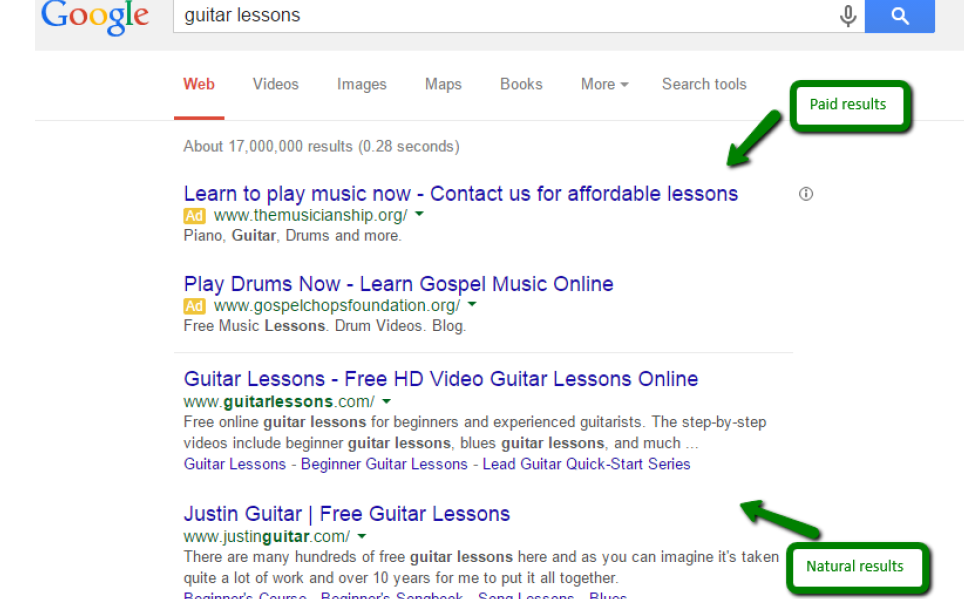 Google guitar lessons
Web Videos Images Maps Books More Search tools
Paid results
About 17,000,000 results (0.28 seconds)
Learn to play music now - Contact us for affordable lessons
Ad www.themusicianship.org/
Piano, Guitar, Drums and more.
Play Drums Now - Learn Gospel Music Online
Ad www.gospelchopsfoundation.org/
Free Music Lessons. Drum Videos. Blog.
Guitar Lessons - Free HD Video Guitar Lessons Online
www.guitarlessons.com/
Free online guitar lessons for beginners and experienced guitarists. The step-by-step
videos include beginner guitar lessons, blues guitar lessons, and much ...
Guitar Lessons - Beginner Guitar Lessons - Lead Guitar Quick-Start Series
Justin Guitar | Free Guitar Lessons
www.justinguitar.com/
There are many hundreds of free guitar lessons here and as you can imagine it's taken
quite a lot of work and over 10 years for me to put it all together.
Natural results
Beginner's Course - Beginner's Songbook - Song Lessons - Blues